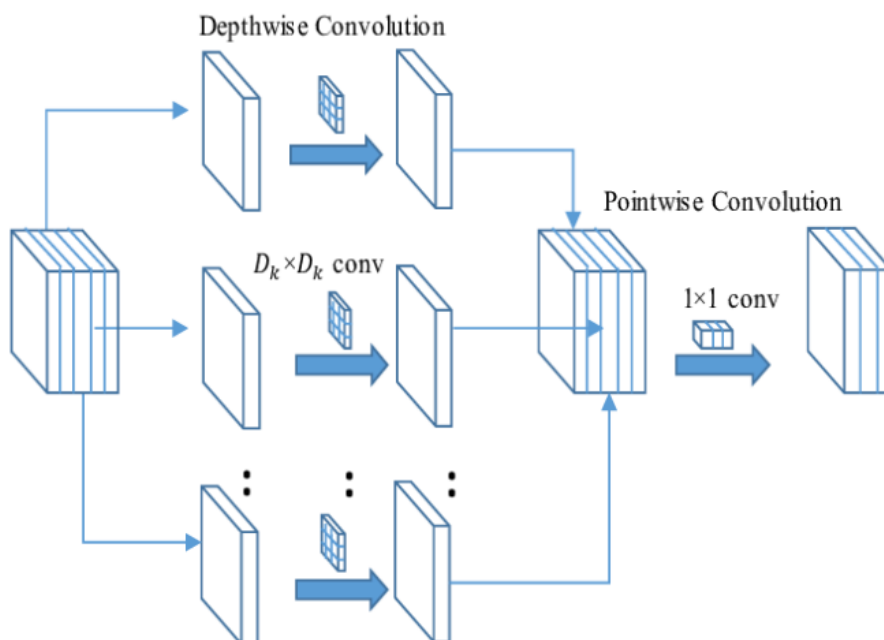 Depthwise Convolution
Pointwise Convolution
D_k×D_k conv
1×1 conv